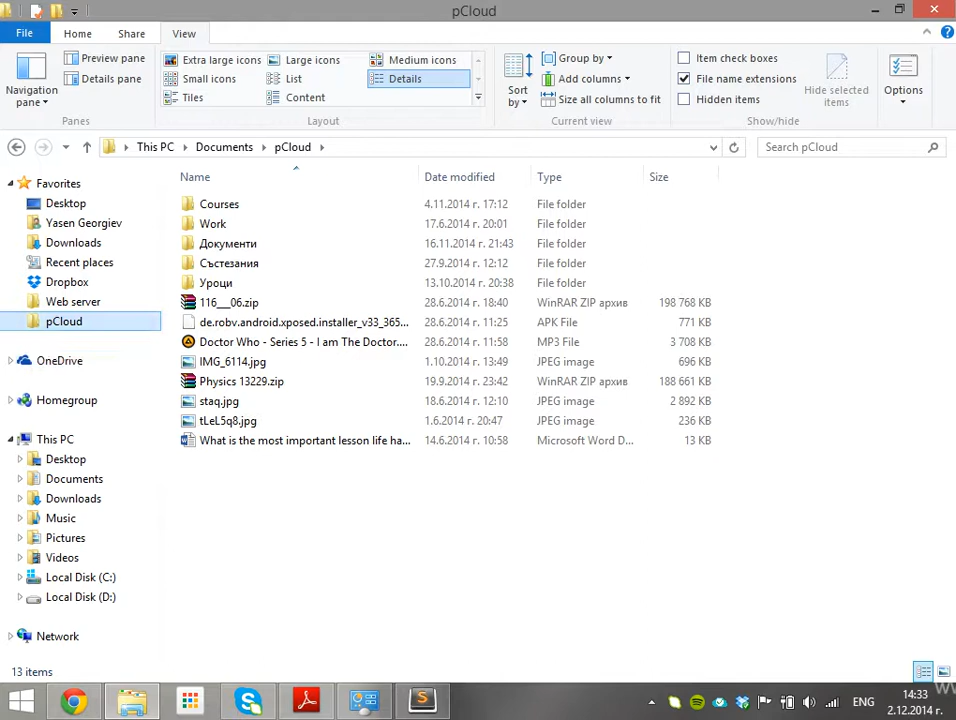 pCloud
File Home Share View
Navigation pane
Preview pane
Details pane
Panes
Extra large icons Large icons Medium icons
Small icons List Details
Tiles Content
Layout
Sort by
Group by
Add columns
Size all columns to fit
Current view
Item check boxes
File name extensions
Hidden items
Hide selected items
Show/hide
Options
This PC Documents pCloud
Search pCloud
Name Date modified Type Size
Favorites
Desktop
Yasen Georgiev
Downloads
Recent places
Dropbox
Web server
pCloud
OneDrive
Homegroup
This PC
Desktop
Documents
Downloads
Music
Pictures
Videos
Local Disk (C:)
Local Disk (D:)
Network
Courses 4.11.2014 г. 17:12 File folder
Work 17.6.2014 г. 20:01 File folder
Документи 16.11.2014 г. 21:43 File folder
Състезания 27.9.2014 г. 12:12 File folder
Уроци 13.10.2014 г. 20:38 File folder
116___06.zip 28.6.2014 г. 18:40 WinRAR ZIP архив 198 768 KB
de.robv.android.xposed.installer_v33_365... 28.6.2014 г. 11:25 APK File 771 KB
Doctor Who - Series 5 - I am The Doctor.... 28.6.2014 г. 11:58 MP3 File 3 708 KB
IMG_6114.jpg 1.10.2014 г. 13:49 JPEG image 696 KB
Physics 13229.zip 19.9.2014 г. 23:42 WinRAR ZIP архив 188 661 KB
staq.jpg 18.6.2014 г. 12:10 JPEG image 2 892 KB
tLeL5q8.jpg 1.6.2014 г. 20:47 JPEG image 236 KB
What is the most important lesson life ha... 14.6.2014 г. 10:58 Microsoft Word D... 13 KB
13 items
ENG
14:33
2.12.2014 г.